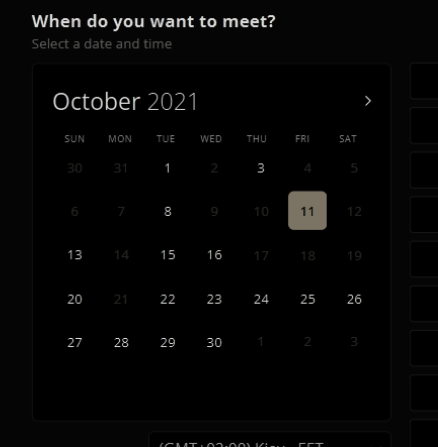 When do you want to meet?
Select a date and time
October 2021
SUN MON TUE WED THU FRI SAT
30 31 1 2 3 4 5
6 7 8 9 10 11 12
13 14 15 16 17 18 19
20 21 22 23 24 25 26
27 28 29 30 1 2 3
(GMT+02:00) Kiev - EET